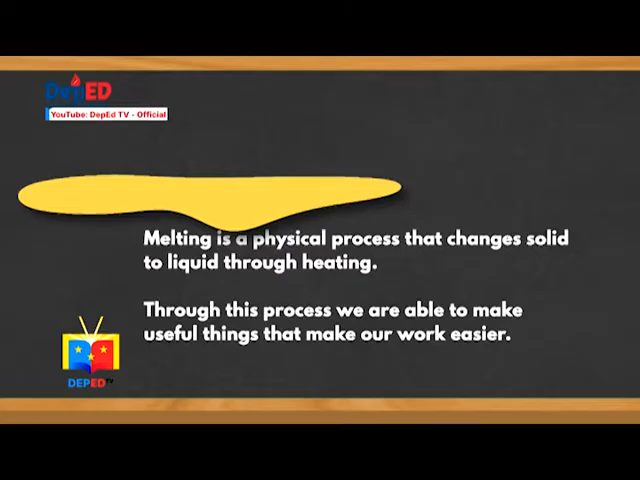 DepED
YouTube: DepEd TV - Official
Melting is a physical process that changes solid
to liquid through heating.
Through this process we are able to make
useful things that make our work easier.
DEPED TV